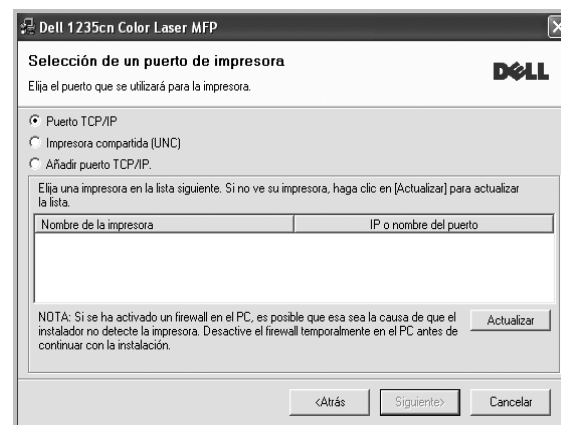 Dell 1235cn Color Laser MFP
Selección de un puerto de impresora
Elija el puerto que se utilizará para la impresora.
DELL
Puerto TCP/IP
Impresora compartida (UNC)
Añadir puerto TCP/IP.
Elija una impresora en la lista siguiente. Si no ve su impresora, haga clic en [Actualizar] para actualizar
la lista.
Nombre de la impresora IP o nombre del puerto
NOTA: Si se ha activado un firewall en el PC, es posible que esa sea la causa de que el
instalador no detecte la impresora. Desactive el firewall temporalmente en el PC antes de
continuar con la instalación.
Actualizar
<Atrás Siguiente> Cancelar